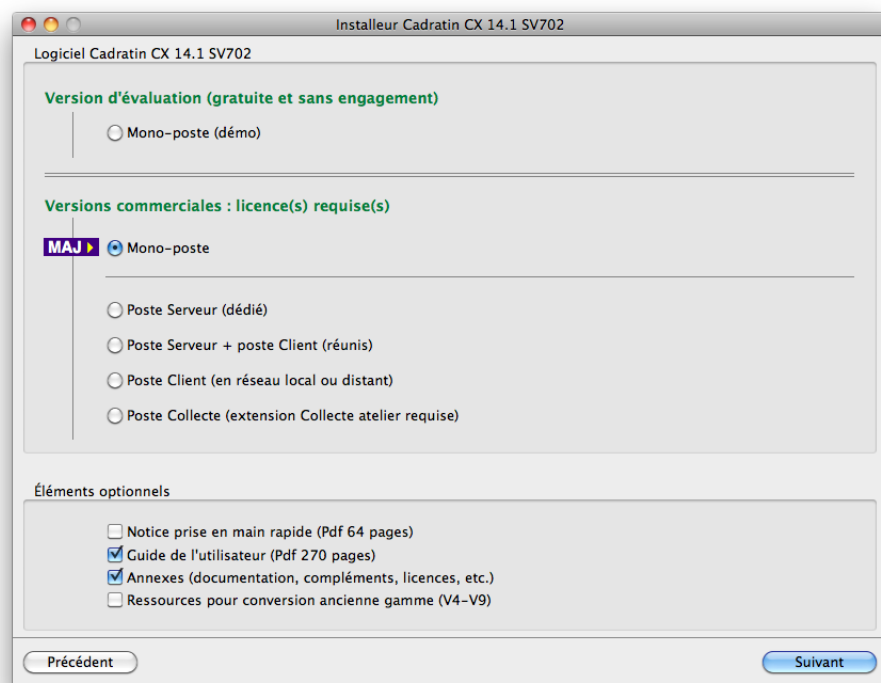 Installeur Cadratin CX 14.1 SV702
Logiciel Cadratin CX 14.1 SV702
Version d'évaluation (gratuite et sans engagement)
Mono-poste (démo)
Versions commerciales : licence(s) requise(s)
MAJ
Mono-poste
Poste Serveur (dédié)
Poste Serveur + poste Client (réunis)
Poste Client (en réseau local ou distant)
Poste Collecte (extension Collecte atelier requise)
Éléments optionnels
Notice prise en main rapide (Pdf 64 pages)
Guide de l'utilisateur (Pdf 270 pages)
Annexes (documentation, compléments, licences, etc.)
Ressources pour conversion ancienne gamme (V4-V9)
Précédent
Suivant